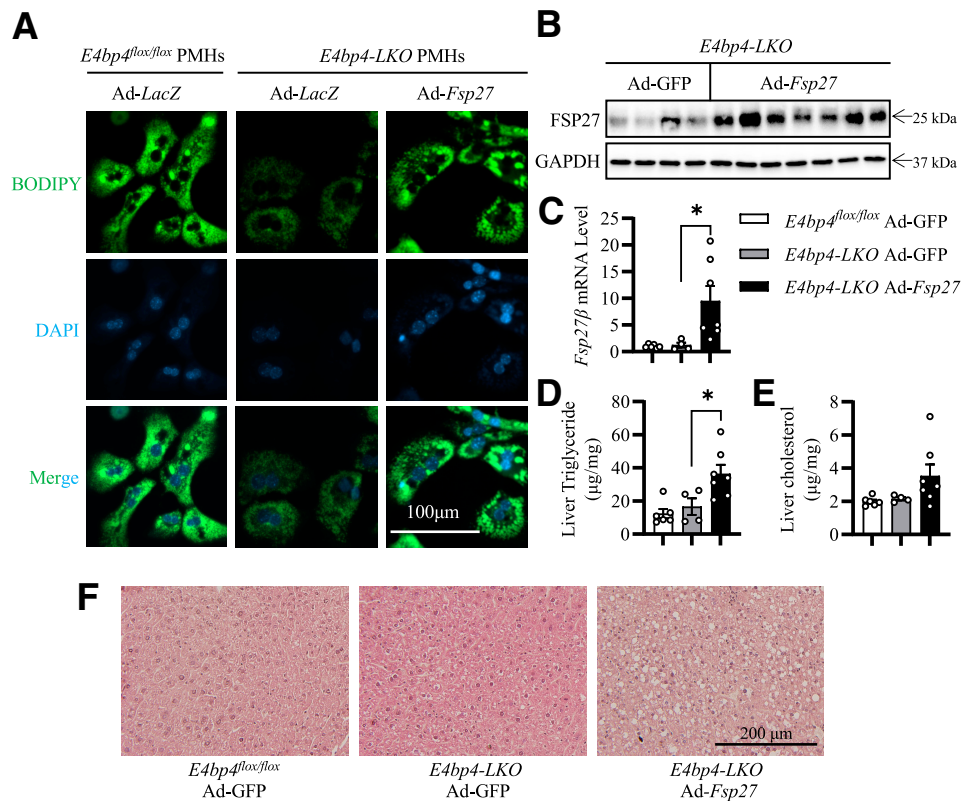 A
E4bp4flox/flox PMHs
E4bp4-LKO PMHs
Ad-LacZ
Ad-LacZ
Ad-Fsp27
BODIPY
DAPI
Merge
100μm
B
E4bp4-LKO
Ad-GFP
Ad-Fsp27
FSP27
25 kDa
GAPDH
37 kDa
C
Fsp27β mRNA Level
25
20
15
10
5
0
*
E4bp4flox/flox Ad-GFP
E4bp4-LKO Ad-GFP
E4bp4-LKO Ad-Fsp27
D
Liver Triglyceride
(μg/mg)
60
40
20
0
*
E
Liver cholesterol
(μg/mg)
8
6
4
2
0
F
200 μm
E4bp4flox/flox
Ad-GFP
E4bp4-LKO
Ad-GFP
E4bp4-LKO
Ad-Fsp27